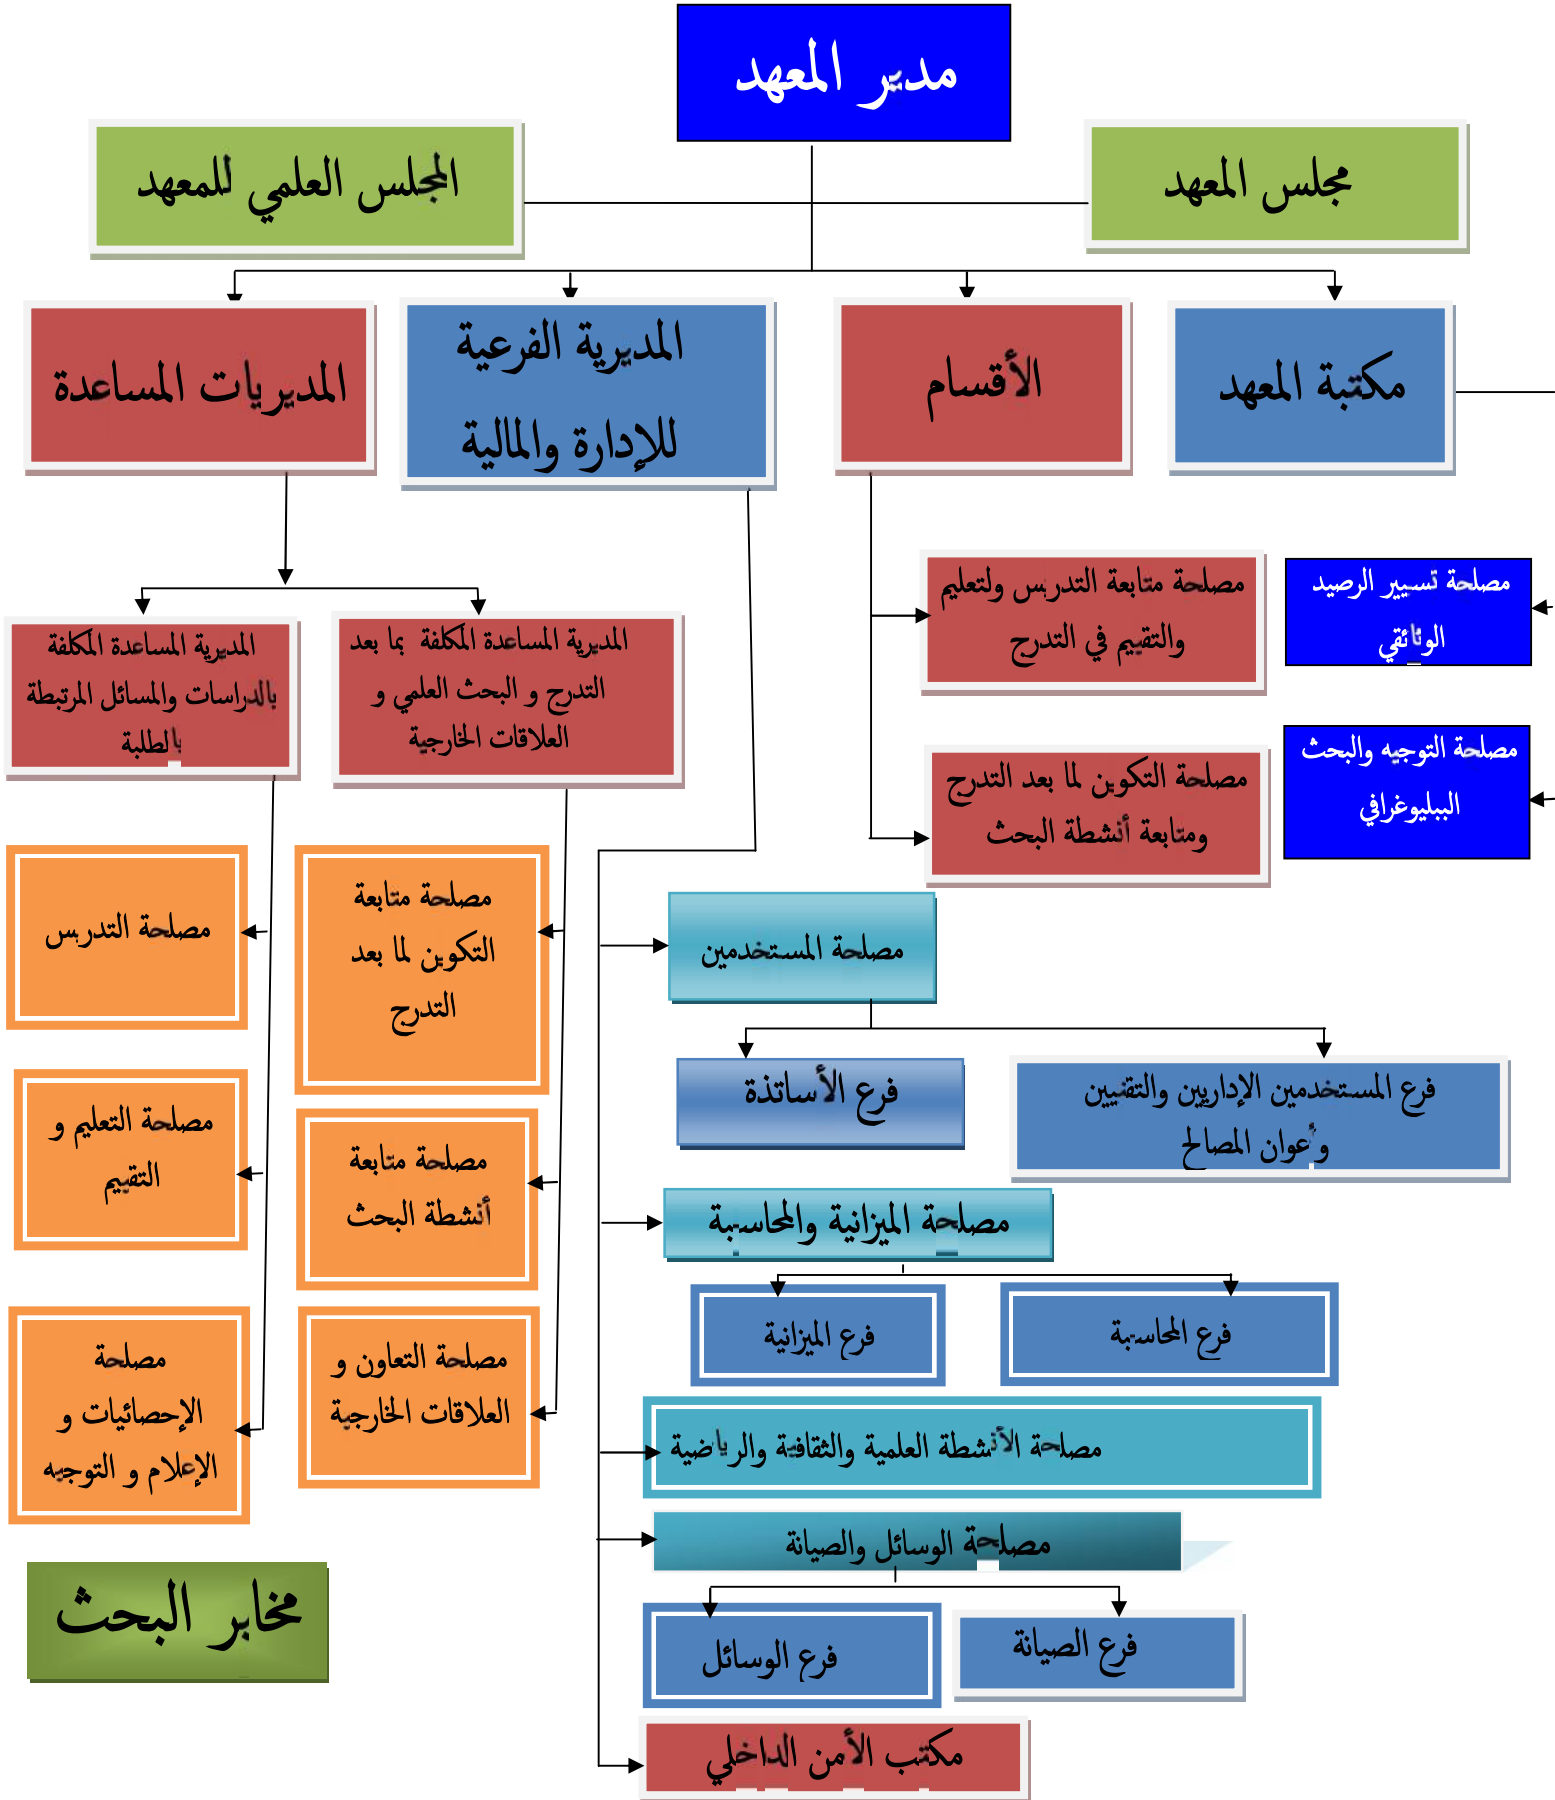 مدير المعهد
مجلس المعهد
المجلس العلمي للمعهد
مكتبة المعهد
الأقسام
المديرية الفرعية
للإدارة والمالية
المديريات المساعدة
مصلحة تسيير الرصيد
الوثائقي
مصلحة التوجيه والبحث
الببليوغرافي
مصلحة متابعة التدريس ولتعليم
والتقييم في التدرج
مصلحة التكوين لما بعد التدرج
ومتابعة أنشطة البحث
المديرية المساعدة المكلفة بما بعد
التدرج و البحث العلمي و
العلاقات الخارجية
المديرية المساعدة المكلفة
بالدراسات والمسائل المرتبطة
بالطلبة
مصلحة المستخدمين
فرع المستخدمين الإداريين والتقنيين
وأعوان المصالح
فرع الأساتذة
مصلحة الميزانية والمحاسبة
فرع المحاسبة
فرع الميزانية
مصلحة الأنشطة العلمية والثقافية والرياضية
مصلحة الوسائل والصيانة
فرع الصيانة
فرع الوسائل
مكتب الأمن الداخلي
مصلحة متابعة
التكوين لما بعد
التدرج
مصلحة متابعة
أنشطة البحث
مصلحة التعاون و
العلاقات الخارجية
مصلحة التدريس
مصلحة التعليم و
التقييم
مصلحة
الإحصائيات و
الإعلام و التوجيه
مخابر البحث